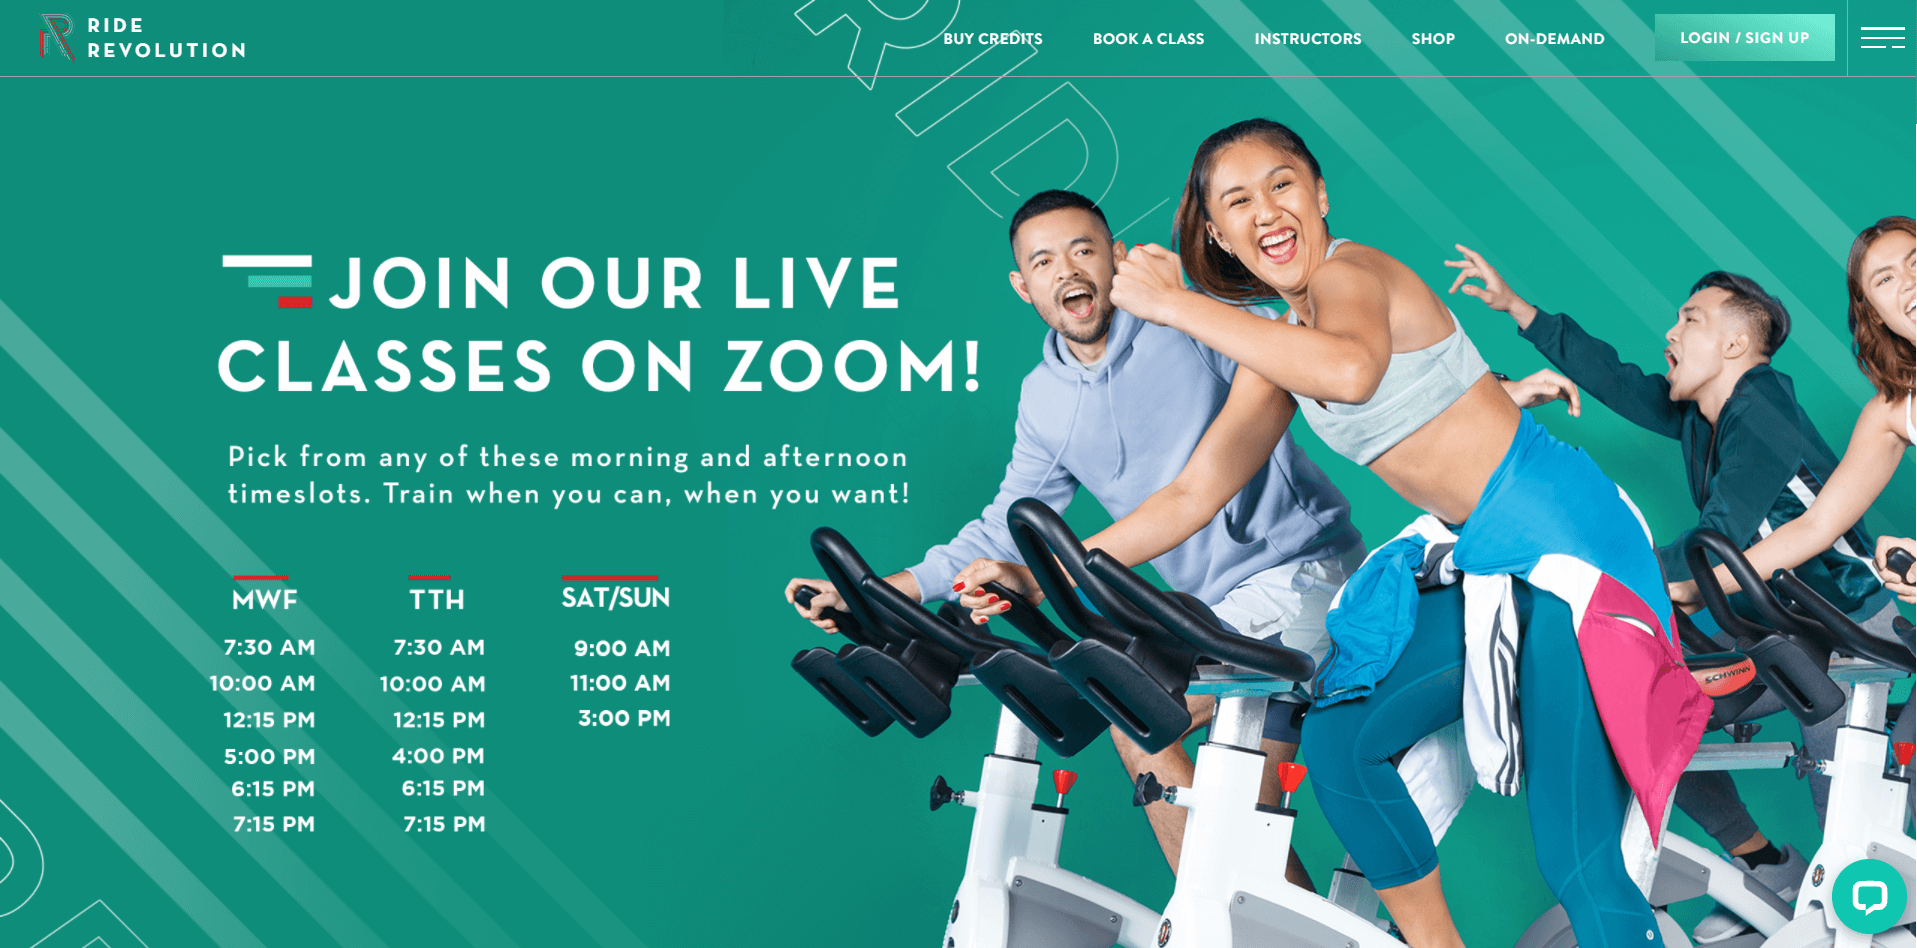 RIDE
REVOLUTION
BUY CREDITS
BOOK A CLASS
INSTRUCTORS
SHOP
ON-DEMAND
LOGIN / SIGN UP
RID
JOIN OUR LIVE
CLASSES ON ZOOM!
Pick from any of these morning and afternoon
timeslots. Train when you can, when you want!
MWF
7:30 AM
10:00 AM
12:15 PM
5:00 PM
6:15 PM
7:15 PM
TTH
7:30 AM
10:00 AM
12:15 PM
4:00 PM
6:15 PM
7:15 PM
SAT/SUN
9:00 AM
11:00 AM
3:00 PM
SCHWINN